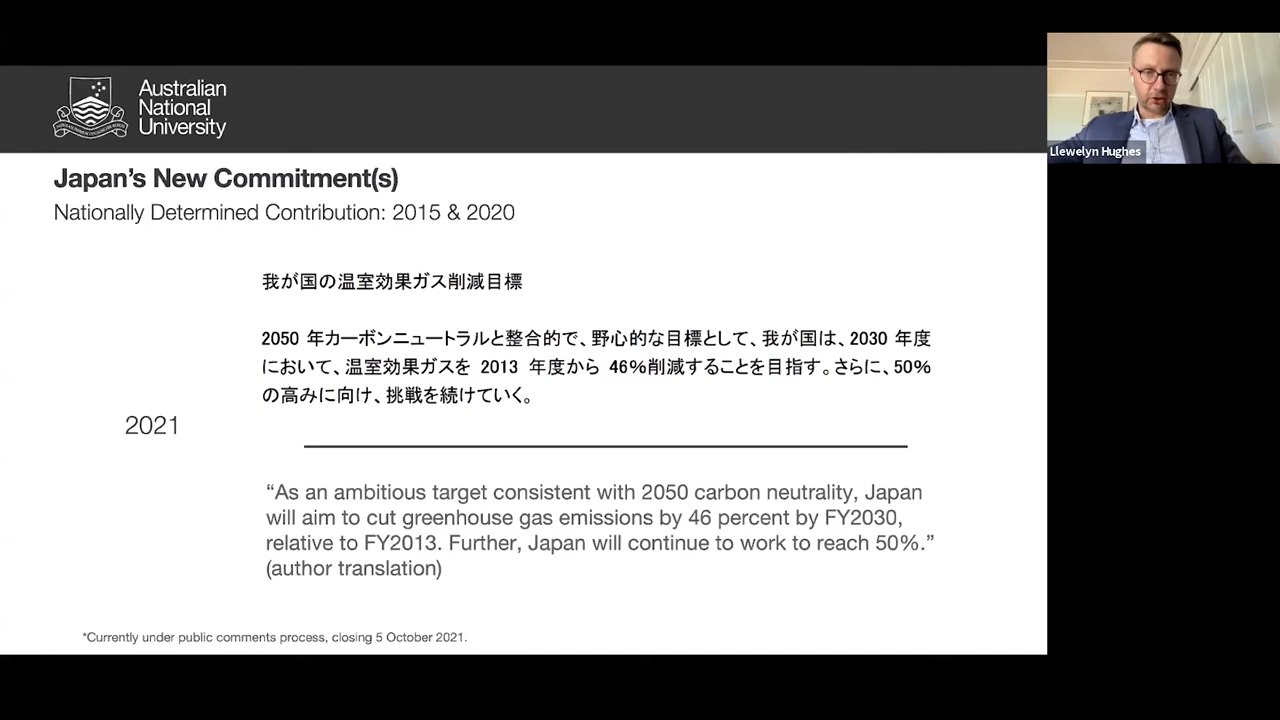 Australian
National
University
Llewelyn Hughes
Japan's New Commitment(s)
Nationally Determined Contribution: 2015 & 2020
我が国の温室効果ガス削減目標
2050 年カーボンニュートラルと整合的で、野心的な目標として、我が国は、2030 年度
において、温室効果ガスを 2013 年度から 46%削減することを目指す。さらに、50%
の高みに向け、挑戦を続けていく。
2021
“As an ambitious target consistent with 2050 carbon neutrality, Japan
will aim to cut greenhouse gas emissions by 46 percent by FY2030,
relative to FY2013. Further, Japan will continue to work to reach 50%.”
(author translation)
*Currently under public comments process, closing 5 October 2021.